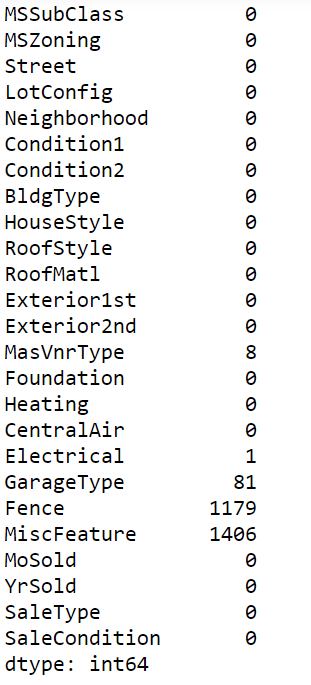 MSSubClass 0
MSZoning 0
Street 0
LotConfig 0
Neighborhood 0
Condition1 0
Condition2 0
BldgType 0
HouseStyle 0
RoofStyle 0
RoofMatl 0
Exterior1st 0
Exterior2nd 0
MasVnrType 8
Foundation 0
Heating 0
CentralAir 0
Electrical 1
GarageType 81
Fence 1179
MiscFeature 1406
MoSold 0
YrSold 0
SaleType 0
SaleCondition 0
dtype: int64